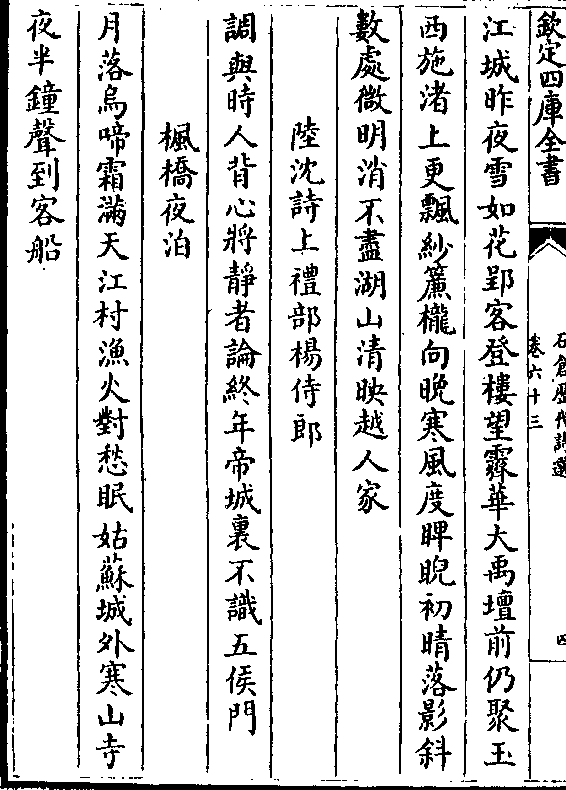 欽定四庫全書
石倉歷代詩選
卷六十三
四
江城昨夜雪如花郢客登樓望霽華大禹壇前仍聚玉
西施渚上更飄紗簾櫳向晚寒風度睥睨初晴落影斜
數處微明消不盡湖山清映越人家
陸沈詩上禮部楊侍郎
調與時人背心將靜者論終年帝城裏不識五侯門
楓橋夜泊
月落烏啼霜滿天江村漁火對愁眠姑蘇城外寒山寺
夜半鐘聲到客船